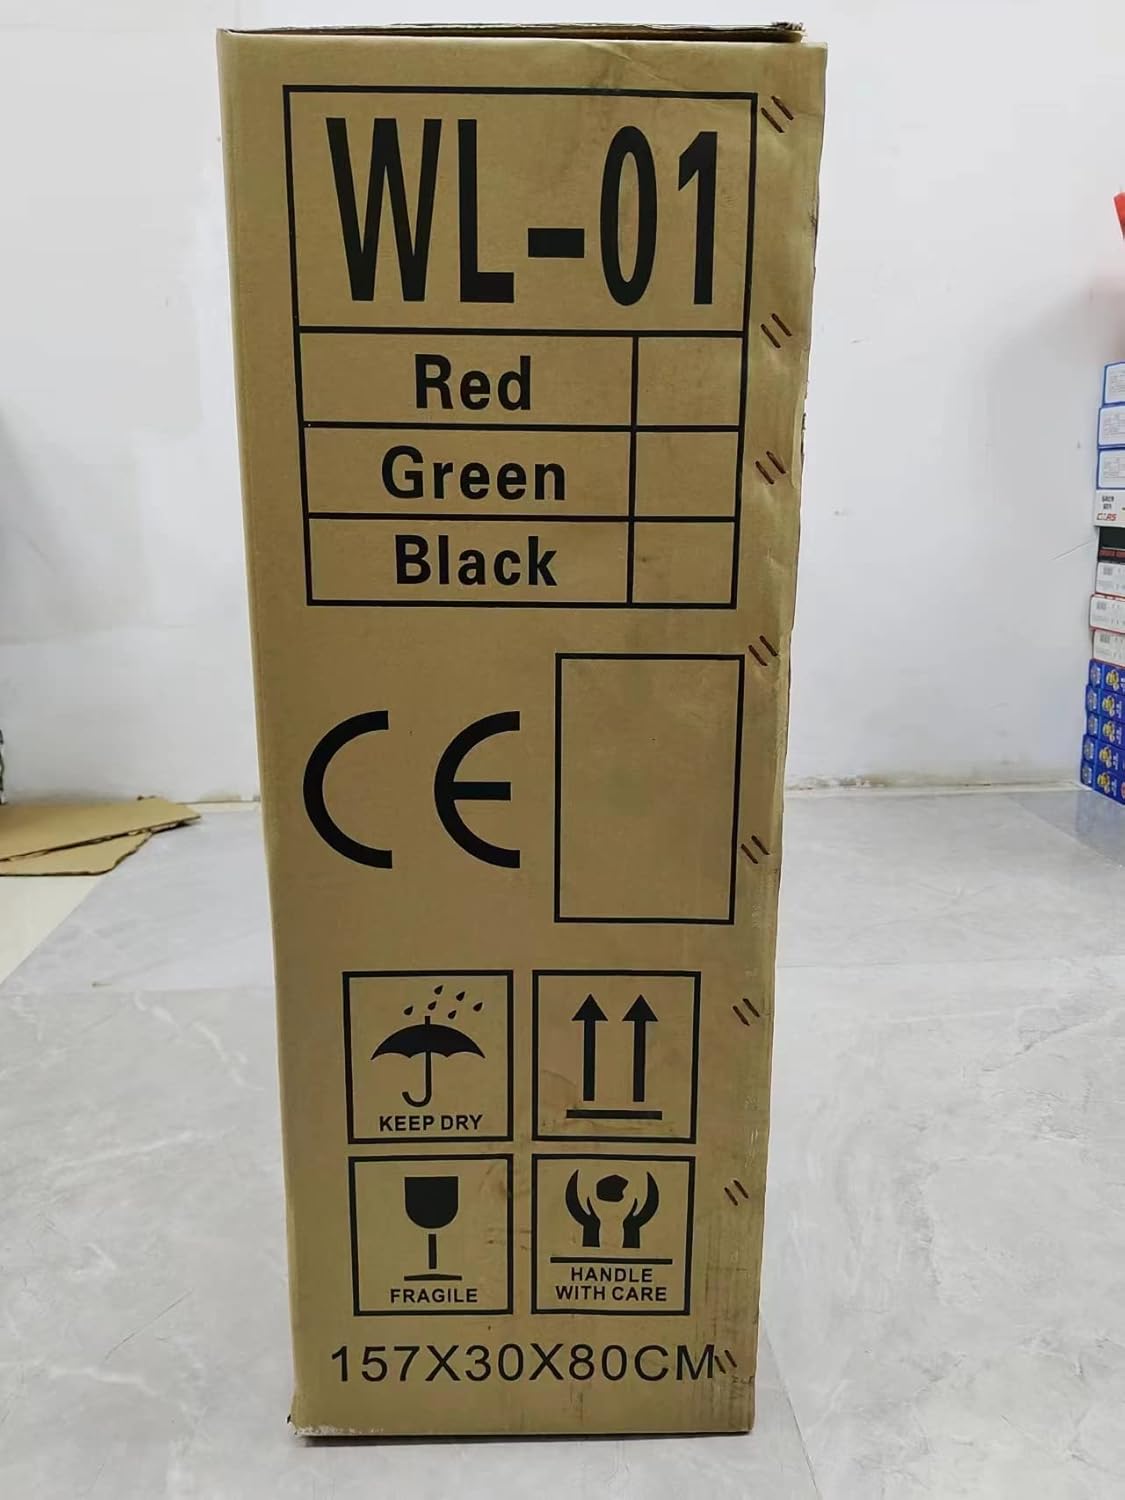 WL-01
Red
Green
Black
CE
KEEP DRY
FRAGILE
HANDLE
WITH CARE
157X30X80CM